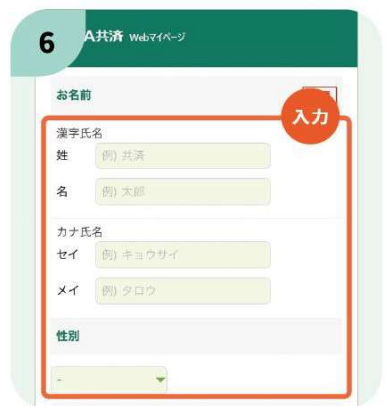 6
A共済 Webマイページ
お名前
入力
漢字氏名
姓 例) 共済
名 例) 太郎
カナ氏名
セイ 例) キョウサイ
メイ 例) タロウ
性別
-